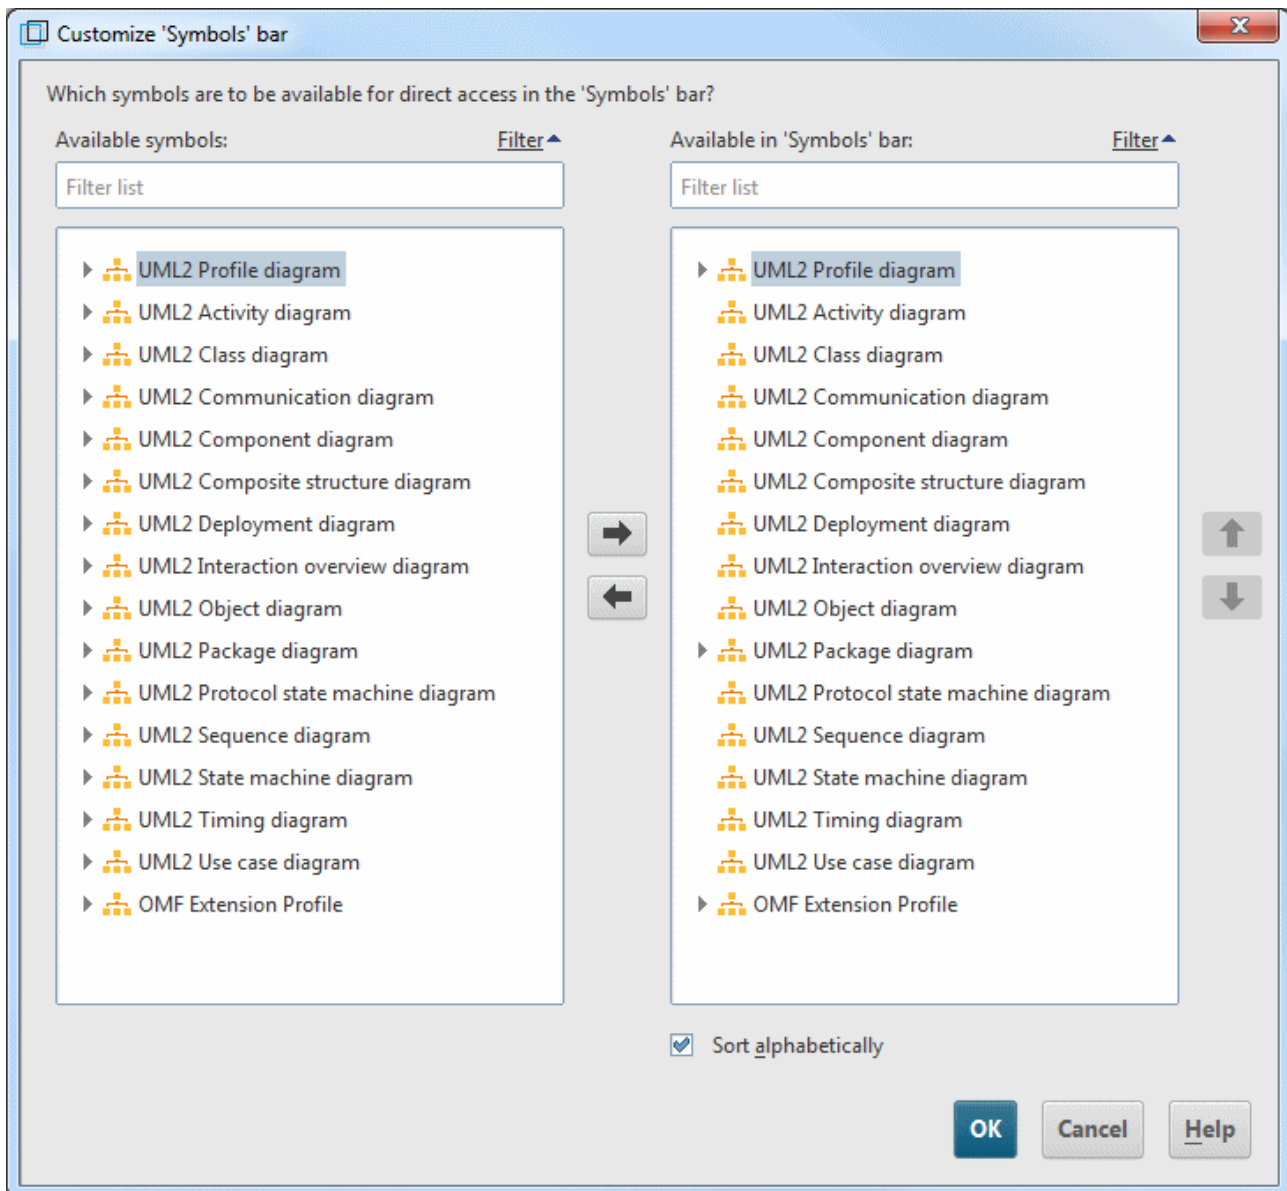 Customize 'Symbols' bar
Which symbols are to be available for direct access in the 'Symbols' bar?
Available symbols:
Filter
Filter list
UML2 Profile diagram
UML2 Activity diagram
UML2 Class diagram
UML2 Communication diagram
UML2 Component diagram
UML2 Composite structure diagram
UML2 Deployment diagram
UML2 Interaction overview diagram
UML2 Object diagram
UML2 Package diagram
UML2 Protocol state machine diagram
UML2 Sequence diagram
UML2 State machine diagram
UML2 Timing diagram
UML2 Use case diagram
OMF Extension Profile
Available in 'Symbols' bar:
Filter
Filter list
UML2 Profile diagram
UML2 Activity diagram
UML2 Class diagram
UML2 Communication diagram
UML2 Component diagram
UML2 Composite structure diagram
UML2 Deployment diagram
UML2 Interaction overview diagram
UML2 Object diagram
UML2 Package diagram
UML2 Protocol state machine diagram
UML2 Sequence diagram
UML2 State machine diagram
UML2 Timing diagram
UML2 Use case diagram
OMF Extension Profile
Sort alphabetically
OK
Cancel
Help